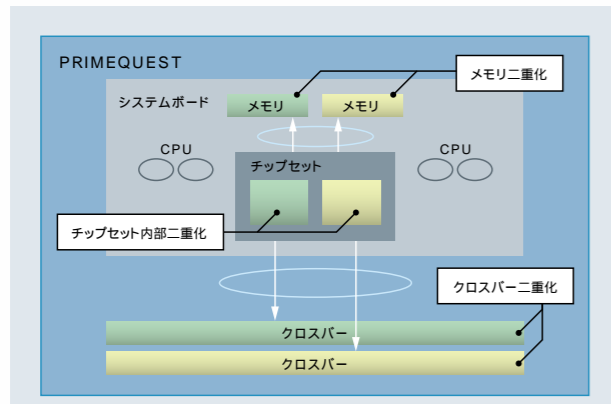 PRIMEQUEST
メモリ二重化
システムボード
メモリ
メモリ
CPU
CPU
チップセット
チップセット内部二重化
クロスバー二重化
クロスバー
クロスバー